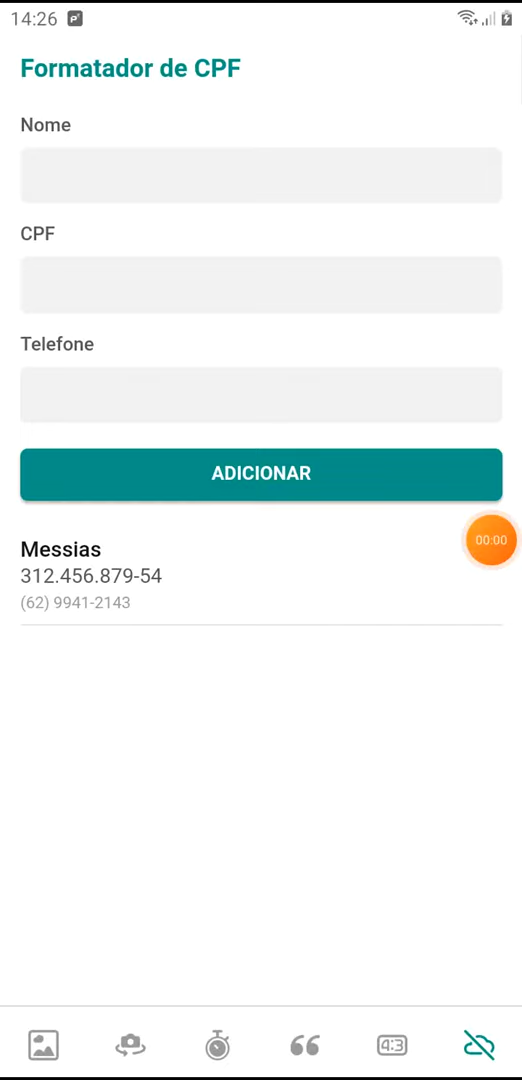 14:26
Formatador de CPF
Nome
CPF
Telefone
ADICIONAR
00:00
Messias
312.456.879-54
(62) 9941-2143
4:3